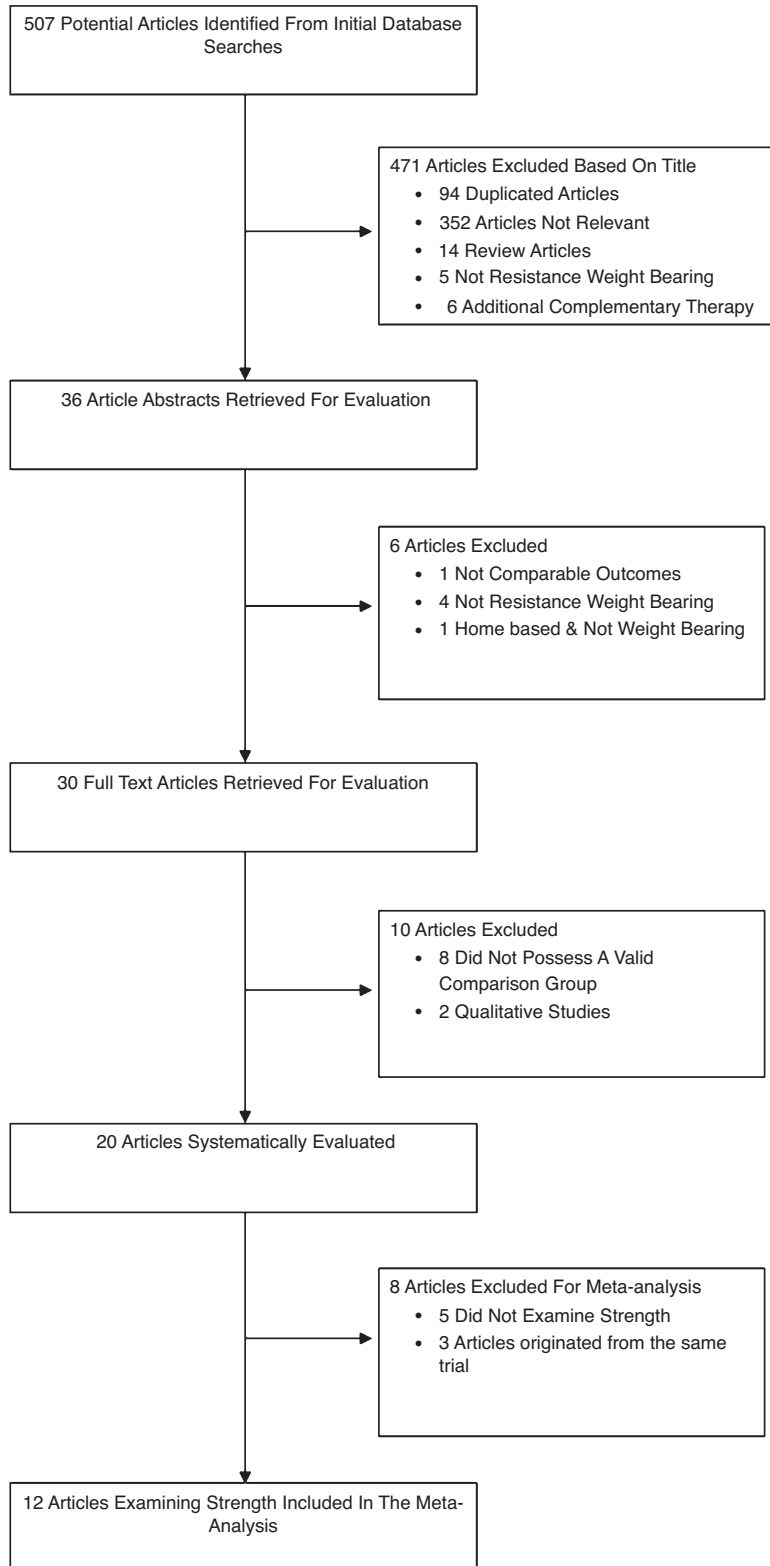 507 Potential Articles Identified From Initial Database
Searches
471 Articles Excluded Based On Title
• 94 Duplicated Articles
• 352 Articles Not Relevant
• 14 Review Articles
• 5 Not Resistance Weight Bearing
• 6 Additional Complementary Therapy
36 Article Abstracts Retrieved For Evaluation
6 Articles Excluded
• 1 Not Comparable Outcomes
• 4 Not Resistance Weight Bearing
• 1 Home based & Not Weight Bearing
30 Full Text Articles Retrieved For Evaluation
10 Articles Excluded
• 8 Did Not Possess A Valid
Comparison Group
• 2 Qualitative Studies
20 Articles Systematically Evaluated
8 Articles Excluded For Meta-analysis
• 5 Did Not Examine Strength
• 3 Articles originated from the same
trial
12 Articles Examining Strength Included In The Meta-
Analysis